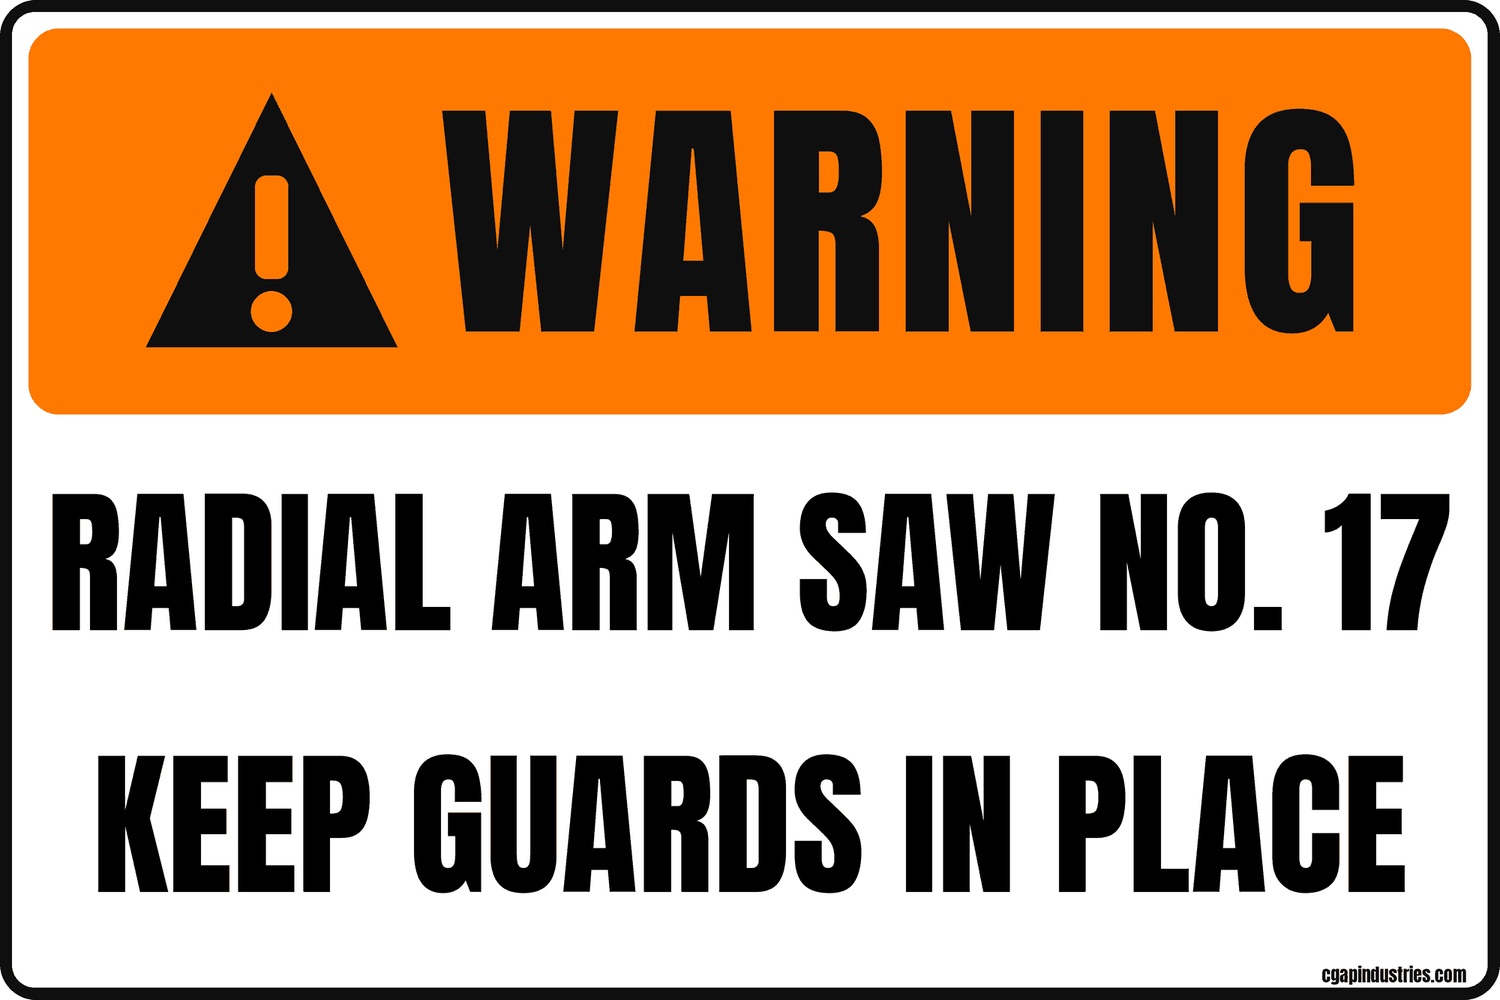 WARNING
RADIAL ARM SAW NO. 17
KEEP GUARDS IN PLACE
cgapindustries.com